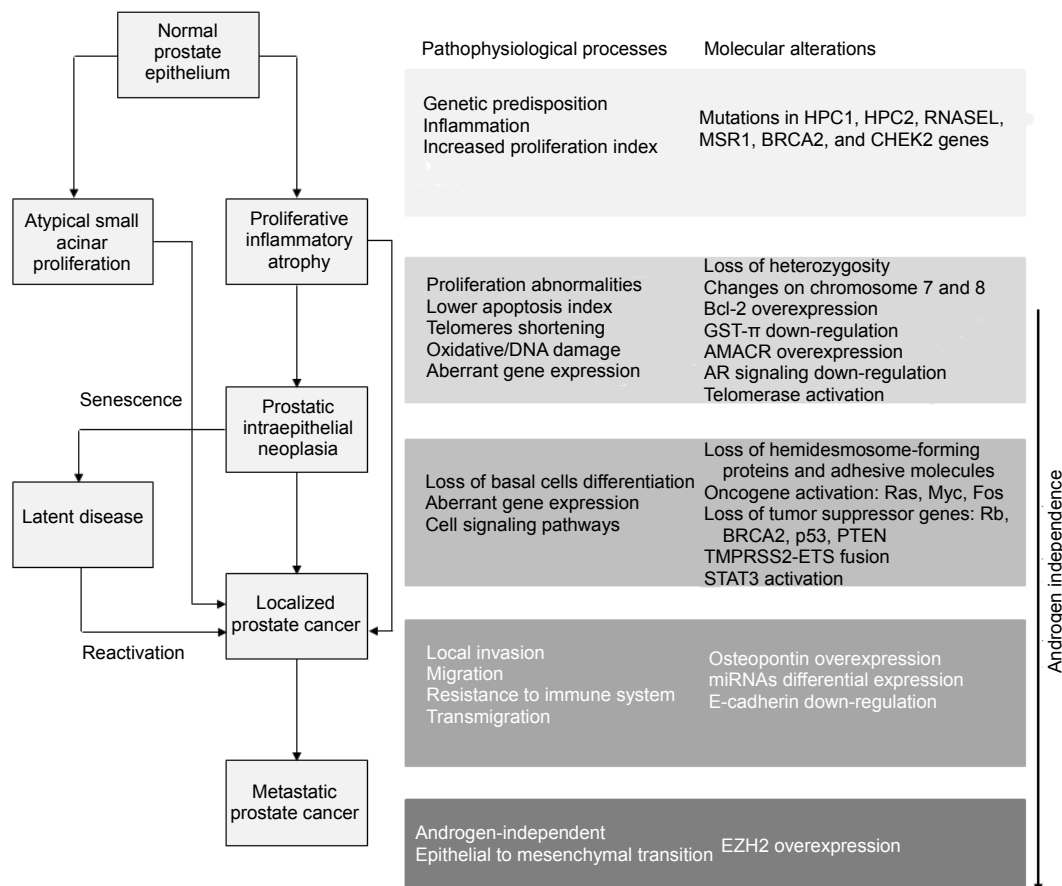 Normal
prostate
epithelium
Atypical small
acinar
proliferation
Proliferative
inflammatory
atrophy
Senescence
Prostatic
intraepithelial
neoplasia
Latent disease
Localized
prostate cancer
Reactivation
Metastatic
prostate cancer
Pathophysiological processes
Molecular alterations
Genetic predisposition
Inflammation
Increased proliferation index
Mutations in HPC1, HPC2, RNASEL,
MSR1, BRCA2, and CHEK2 genes
Proliferation abnormalities
Lower apoptosis index
Telomeres shortening
Oxidative/DNA damage
Aberrant gene expression
Loss of heterozygosity
Changes on chromosome 7 and 8
Bcl-2 overexpression
GST-π down-regulation
AMACR overexpression
AR signaling down-regulation
Telomerase activation
Loss of basal cells differentiation
Aberrant gene expression
Cell signaling pathways
Loss of hemidesmosome-forming
proteins and adhesive molecules
Oncogene activation: Ras, Myc, Fos
Loss of tumor suppressor genes: Rb,
BRCA2, p53, PTEN
TMPRSS2-ETS fusion
STAT3 activation
Local invasion
Migration
Resistance to immune system
Transmigration
Osteopontin overexpression
miRNAs differential expression
E-cadherin down-regulation
Androgen-independent
Epithelial to mesenchymal transition
EZH2 overexpression
Androgen independence